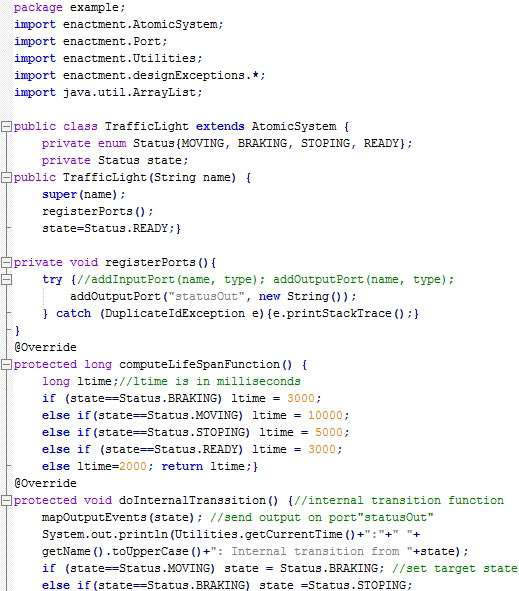 package example;
import enactment.AtomicSystem;
import enactment.Port;
import enactment.Utilities;
import enactment.designExceptions.*;
import java.util.ArrayList;
public class TrafficLight extends AtomicSystem {
private enum Status{MOVING, BRAKING, STOPING, READY};
private Status state;
public TrafficLight(String name) {
super(name);
registerPorts();
state=Status.READY;}
private void registerPorts(){
try {//addInputPort(name, type); addOutputPort(name, type);
addOutputPort("statusOut", new String());
} catch (DuplicateIdException e){e.printStackTrace();}
}
@Override
protected long computeLifeSpanFunction() {
long ltime;//ltime is in milliseconds
if (state==Status.BRAKING) ltime = 3000;
else if(state==Status.MOVING) ltime = 10000;
else if(state==Status.STOPING) ltime = 5000;
else if (state==Status.READY) ltime = 3000;
else ltime=2000; return ltime;}
@Override
protected void doInternalTranssition() {//internal transition function
mapOutputEvents(state); //send output on port"statusOut"
System.out.println(Utilities.getCurrentTime()+":"+" "+
getName().toUpperCase()+": Internal transition from "+state);
if (state==Status.MOVING) state = Status.BRAKING; //set target state
else if(state==Status.BRAKING) state =Status.STOPING;